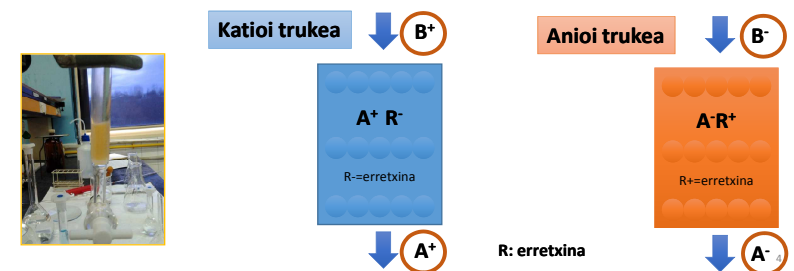 Katioi trukea
B⁺
A⁺ R⁻
R-=erretxina
A⁺
Anioi trukea
B⁻
A⁻R⁺
R+=erretxina
A⁻
R: erretxina
4